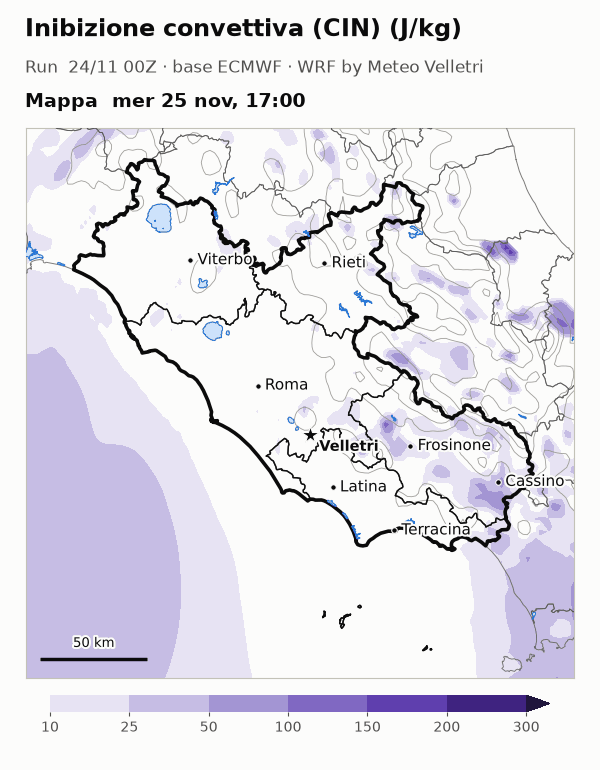 Inibizione convettiva (CIN) (J/kg)
Run  24/11 00Z · base ECMWF · WRF by Meteo Velletri
Mappa  mer 25 nov, 17:00
Viterbo
Rieti
Roma
Velletri
Frosinone
Cassino
Latina
Terracina
50 km
10 25 50 100 150 200 300